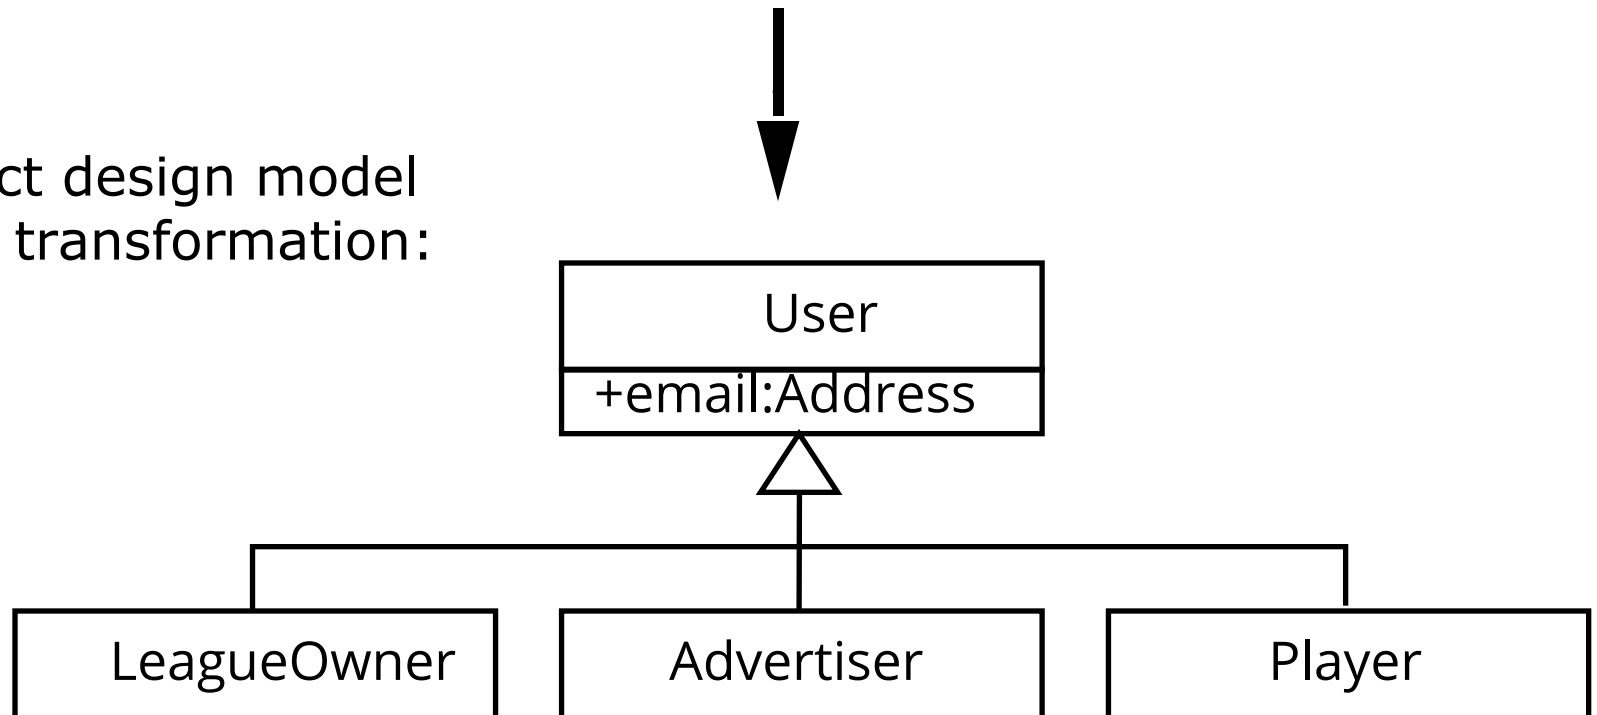 ct design model
transformation:
User
+email:Address
LeagueOwner
Advertiser
Player